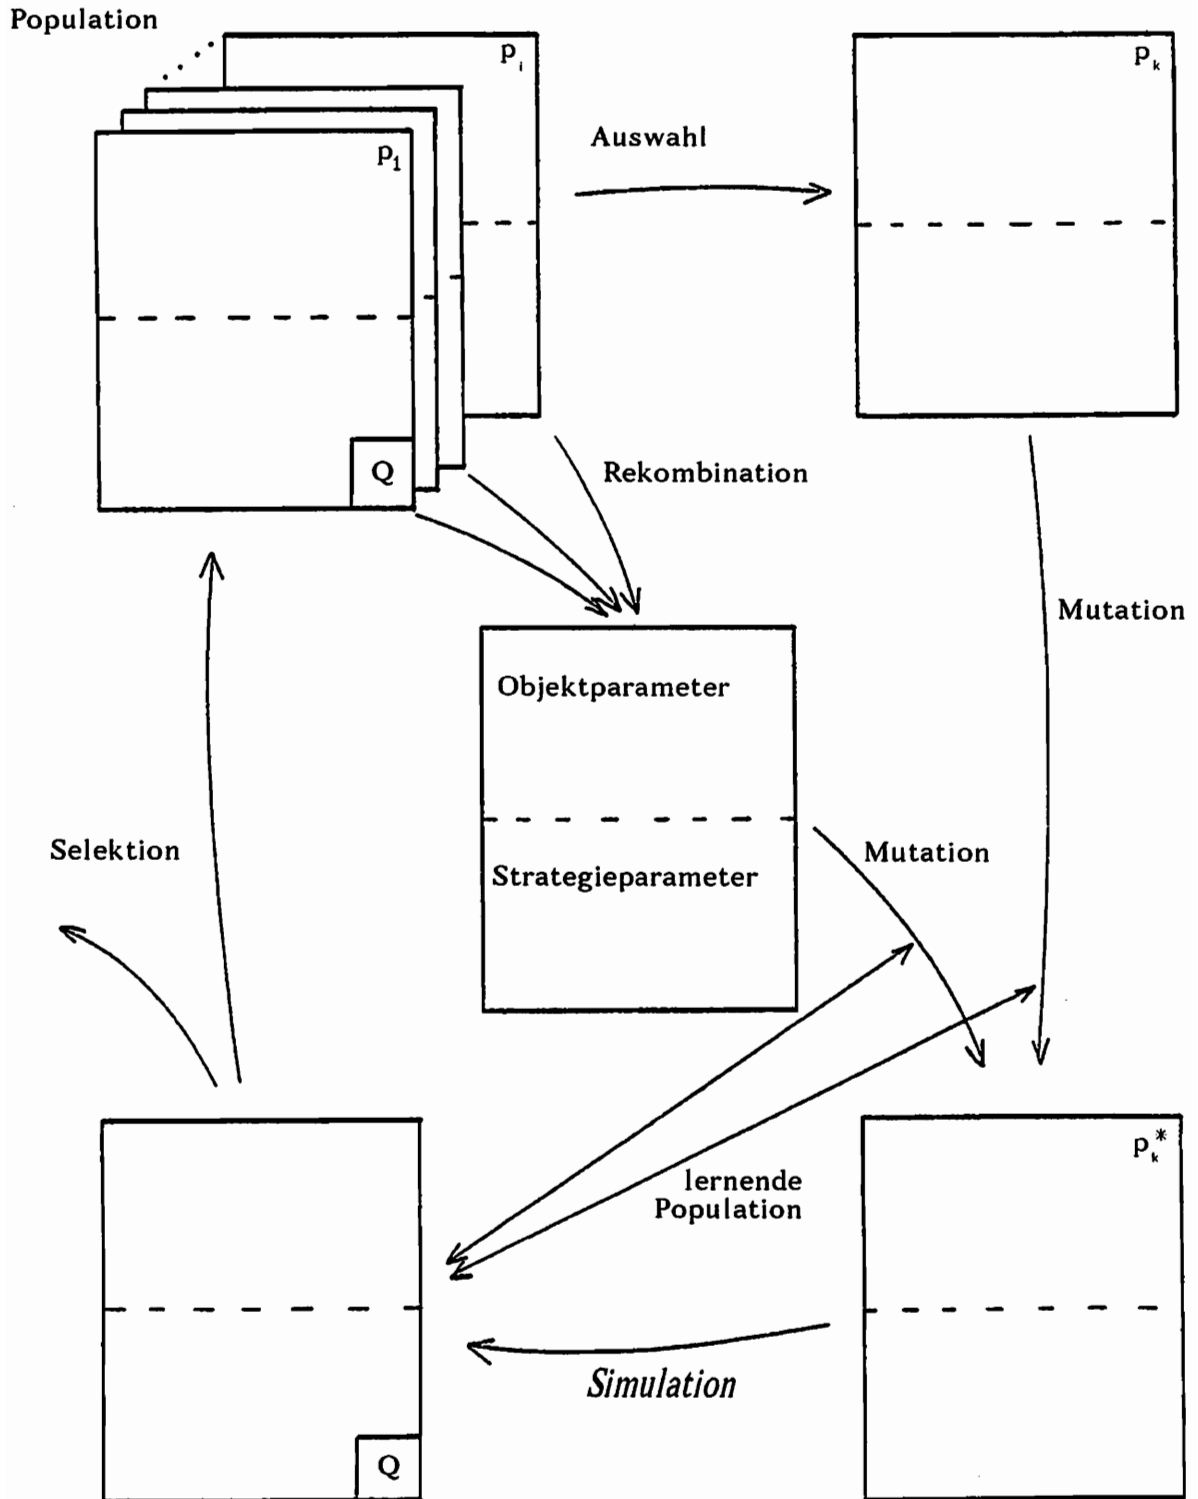 Population
p_i
p_k
Auswahl
p_1
Q
Rekombination
Mutation
Objektparameter
Mutation
Selektion
Strategieparameter
p_k*
lernende
Population
Simulation
Q